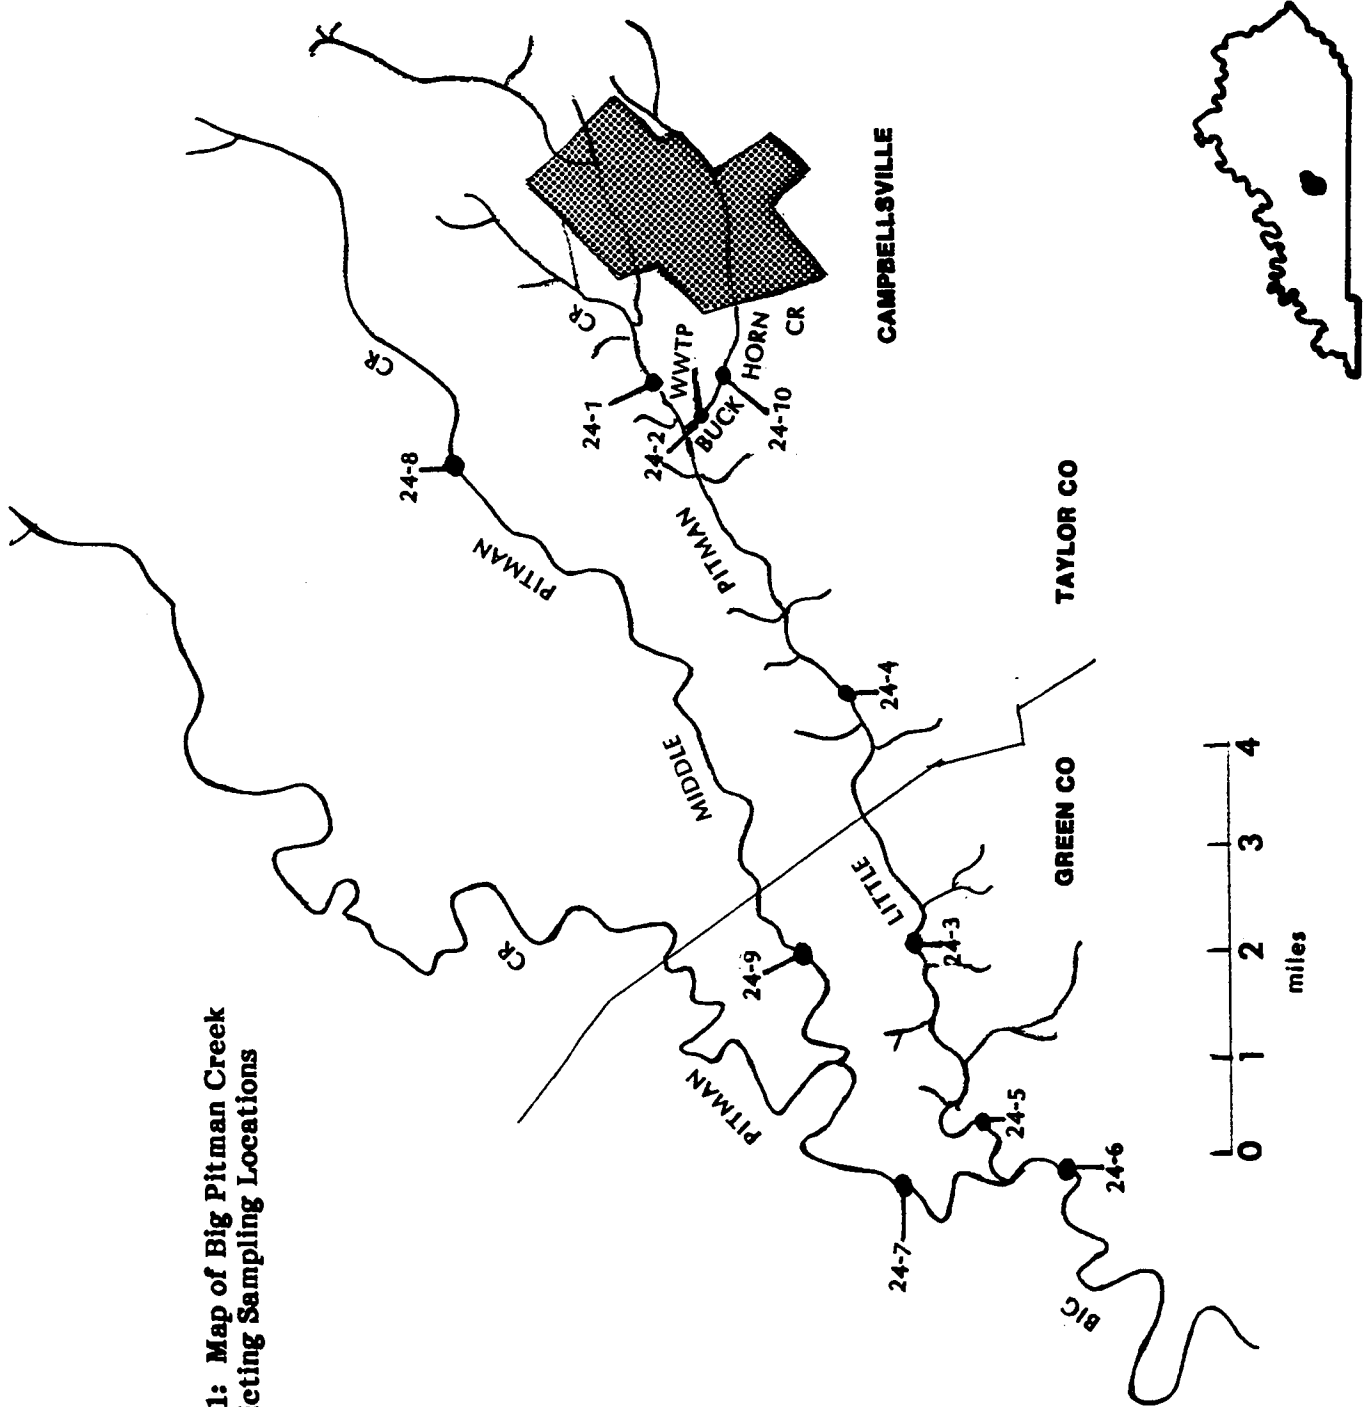 1: Map of Big Pitman Creek
cting Sampling Locations
CR
24-8
PITMAN
MIDDLE
24-9
CR
PITMAN
24-7
BIG
24-6
24-5
24-3
LITTLE
24-4
PITMAN
24-2
24-1
CR
WWTP
BUCK
HORN
CR
24-10
CAMPBELLSVILLE
TAYLOR CO
GREEN CO
0 1 2 3 4
miles